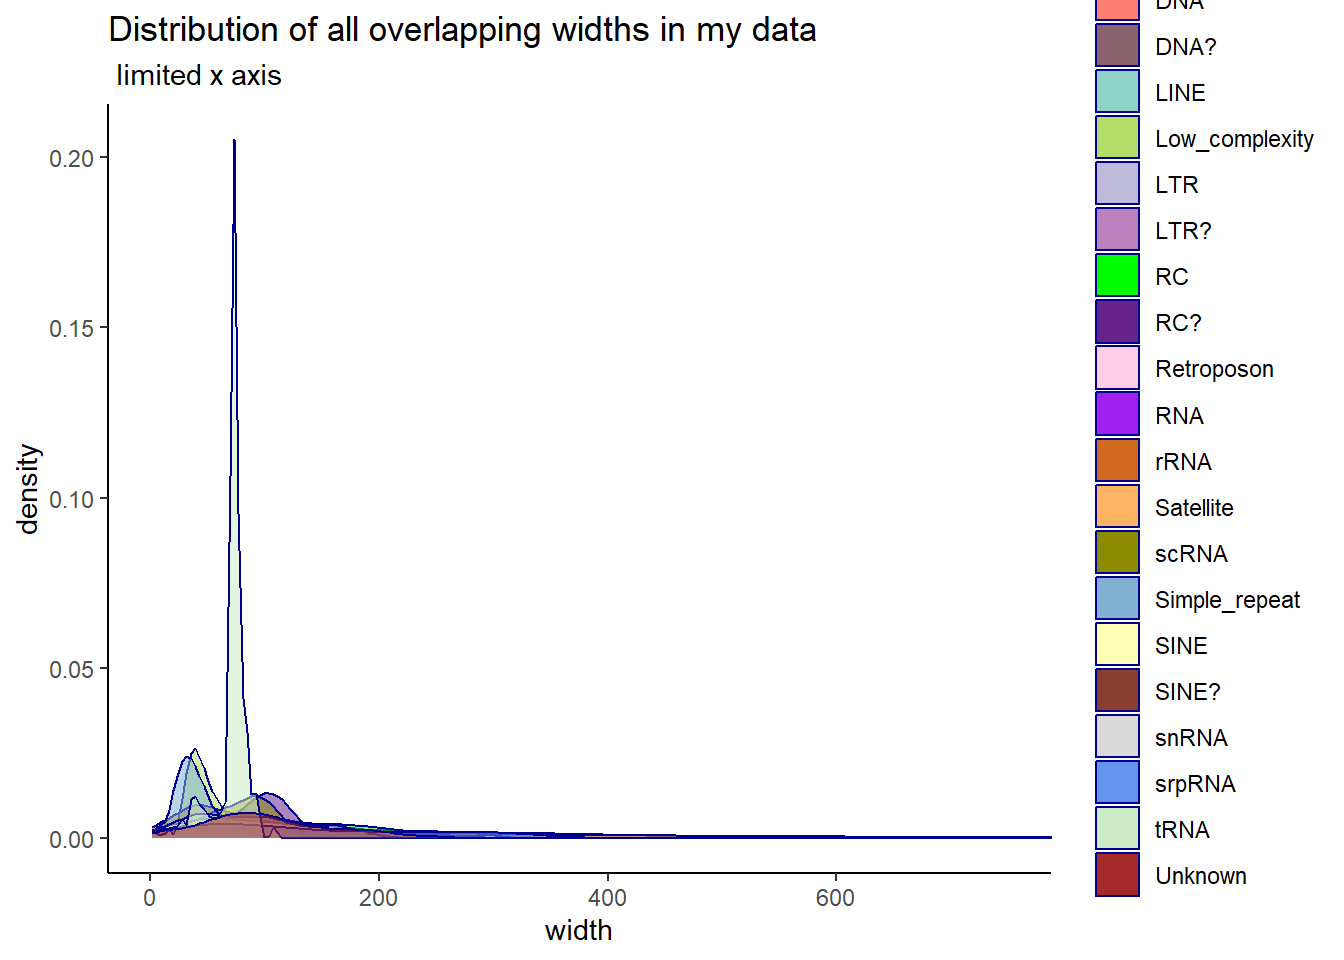 Distribution of all overlapping widths in my data
limited x axis
0.20
0.15
0.10
0.05
0.00
density
0
200
400
600
width
DNA
DNA?
LINE
Low_complexity
LTR
LTR?
RC
RC?
Retroposon
RNA
rRNA
Satellite
scRNA
Simple_repeat
SINE
SINE?
snRNA
srpRNA
tRNA
Unknown